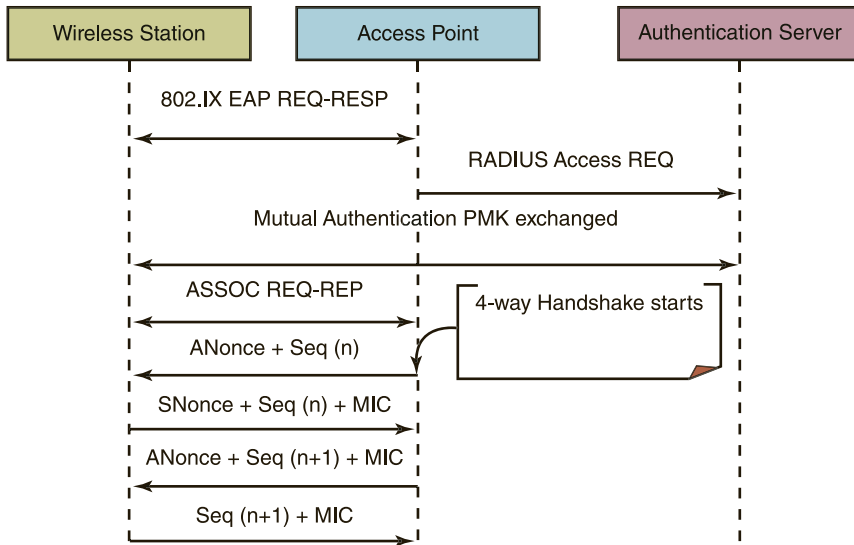 Wireless Station
Access Point
Authentication Server
802.IX EAP REQ-RESP
RADIUS Access REQ
Mutual Authentication PMK exchanged
ASSOC REQ-REP
4-way Handshake starts
ANonce + Seq (n)
SNonce + Seq (n) + MIC
ANonce + Seq (n+1) + MIC
Seq (n+1) + MIC